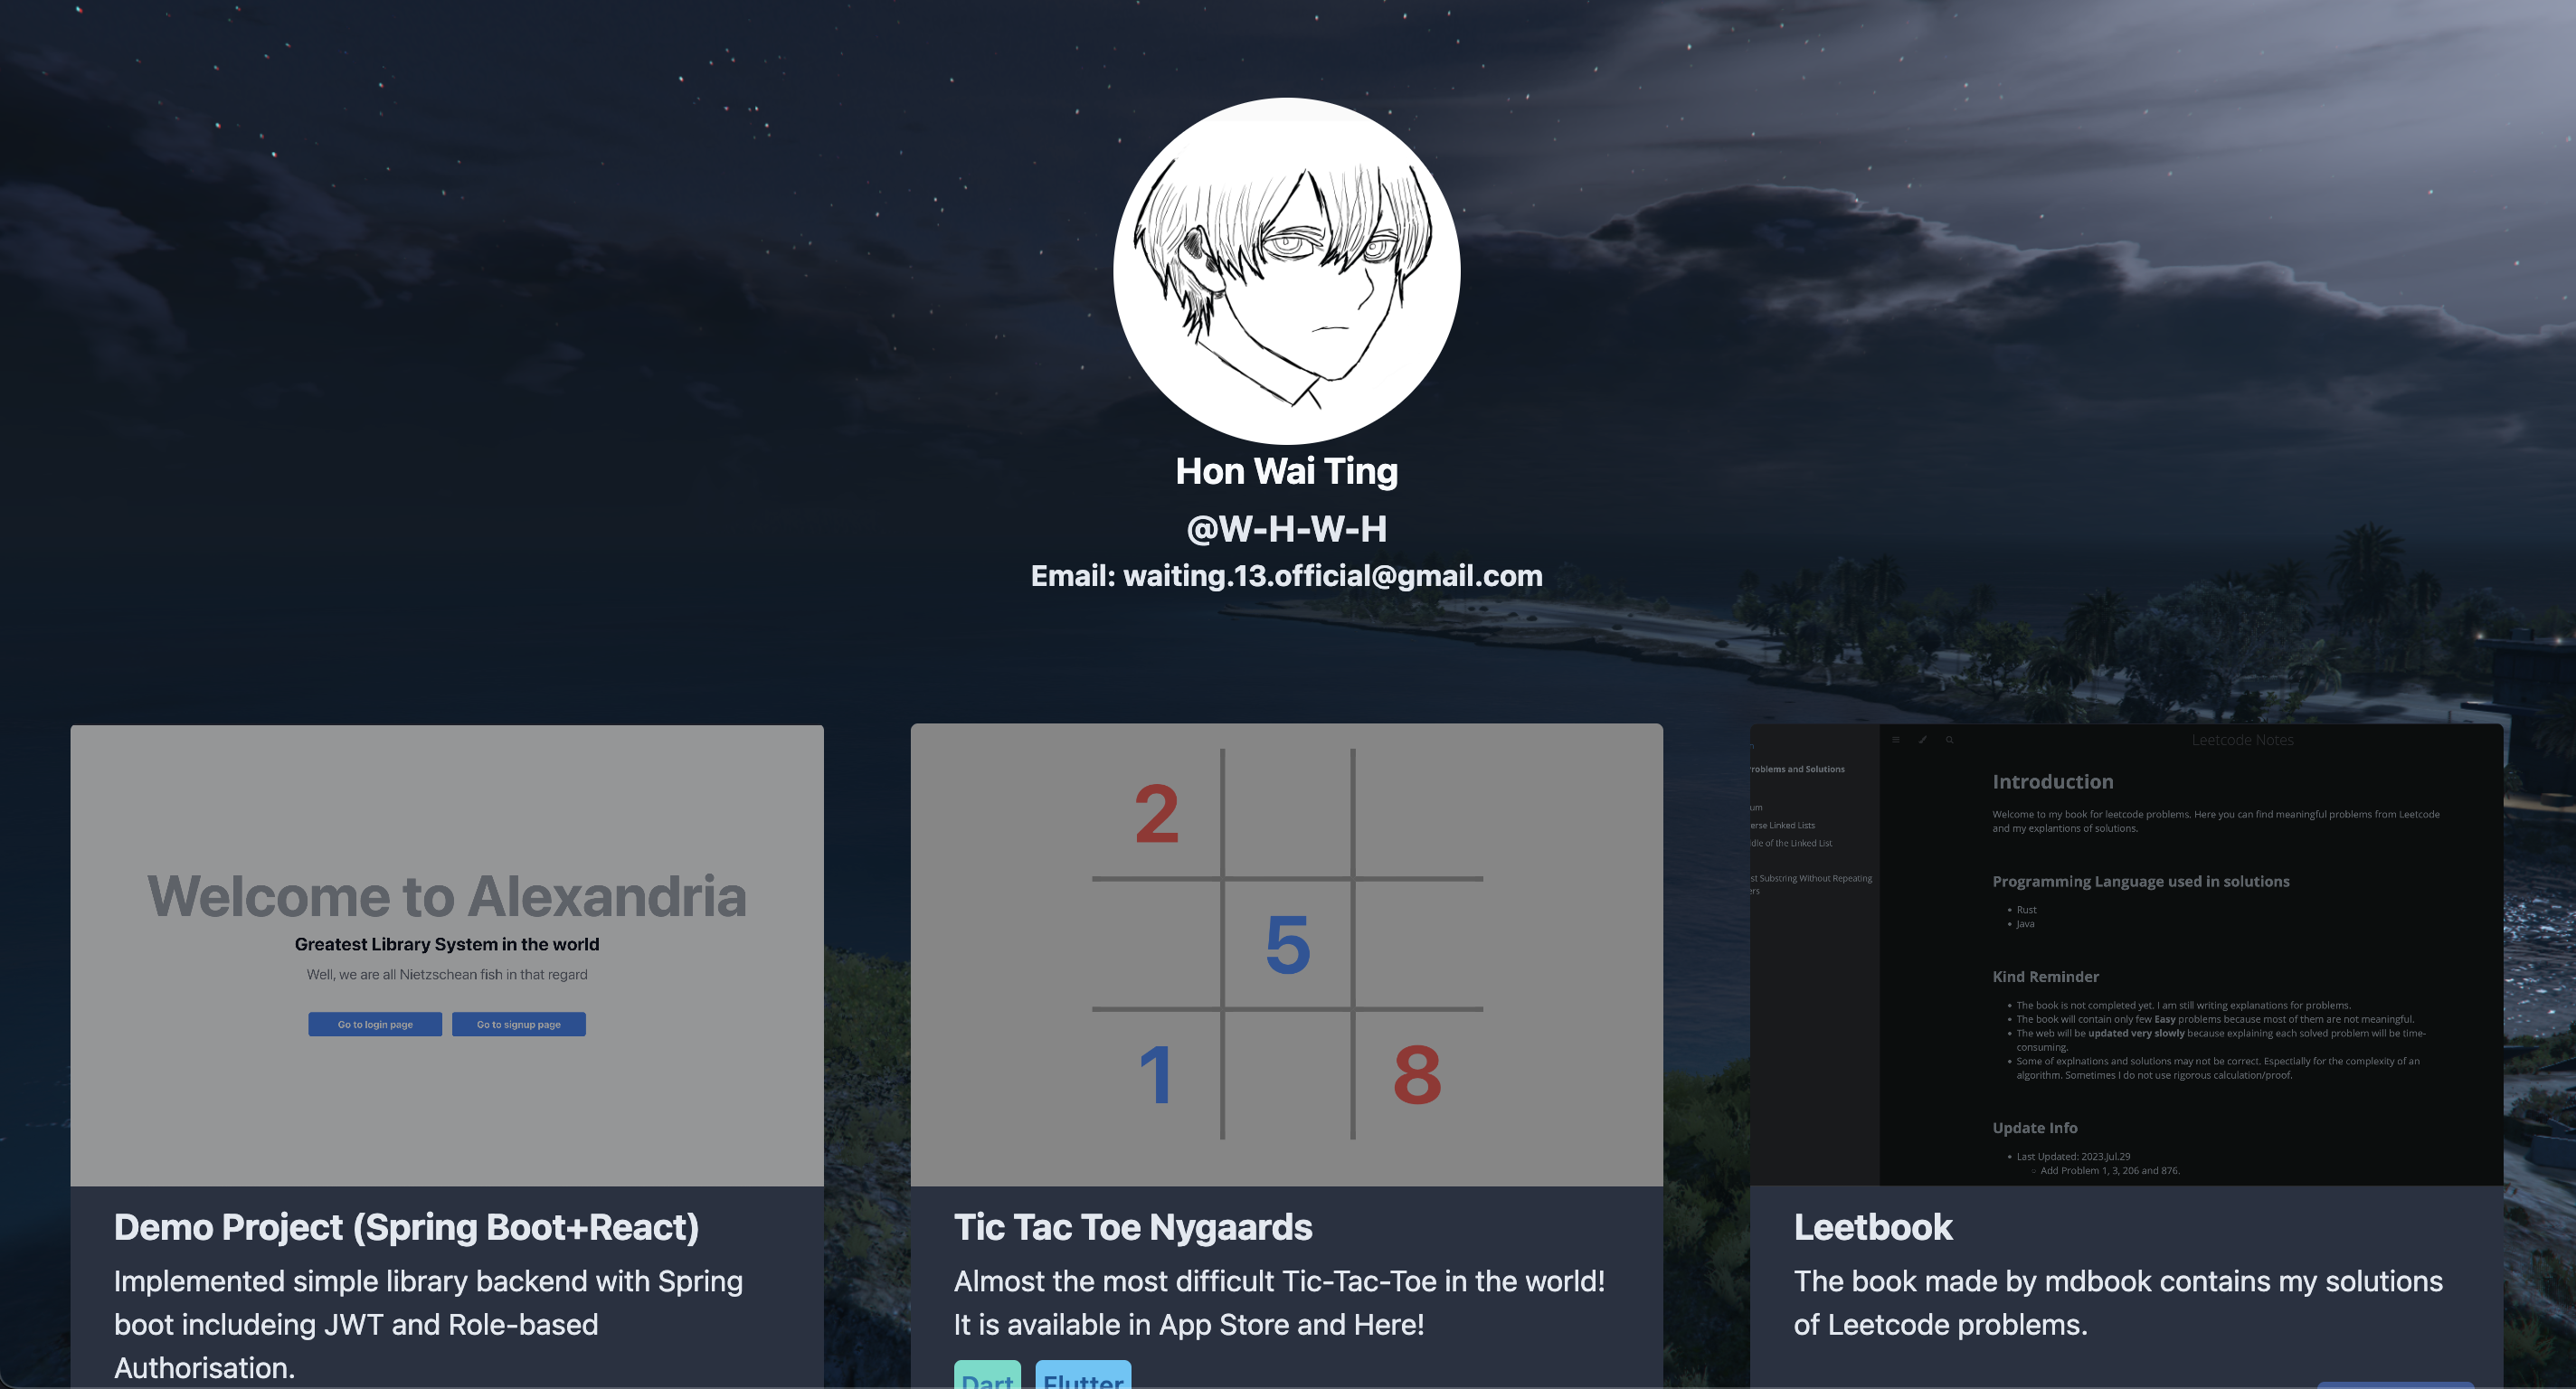 Hon Wai Ting
@W-H-W-H
Email: waiting.13.official@gmail.com
Welcome to Alexandria
Greatest Library System in the world
Well, we are all Nietzschean fish in that regard
Go to login page
Go to signup page
Demo Project (Spring Boot+React)
Implemented simple library backend with Spring
boot includeing JWT and Role-based
Authorisation.
2
5
1
8
Tic Tac Toe Nygaards
Almost the most difficult Tic-Tac-Toe in the world!
It is available in App Store and Here!
Dart
Flutter
Leetcode Notes
roblems and Solutions
um
erse Linked Lists
dle of the Linked List
st Substring Without Repeating
ers
Introduction
Welcome to my book for leetcode problems. Here you can find meaningful problems from Leetcode
and my explantions of solutions.
Programming Language used in solutions
Rust
Java
Kind Reminder
The book is not completed yet. I am still writing explanations for problems.
The book will contain only few Easy problems because most of them are not meaningful.
The web will be updated very slowly because explaining each solved problem will be time-
consuming.
Some of explnations and solutions may not be correct. Espectially for the complexity of an
algorithm. Sometimes I do not use rigorous calculation/proof.
Update Info
Last Updated: 2023.Jul.29
Add Problem 1, 3, 206 and 876.
Leetbook
The book made by mdbook contains my solutions
of Leetcode problems.